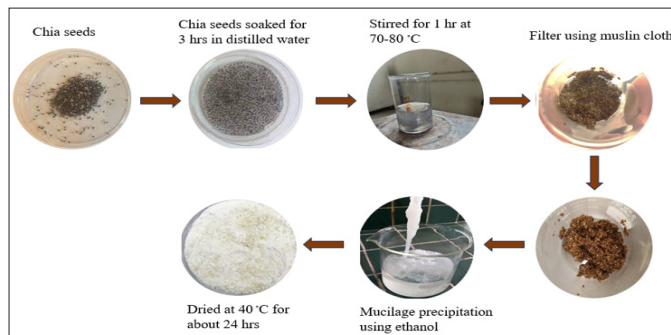 Chia seeds
Chia seeds soaked for
3 hrs in distilled water
Stirred for 1 hr at
70-80 ˚C
Filter using muslin cloth
Dried at 40 ˚C for
about 24 hrs
Mucilage precipitation
using ethanol